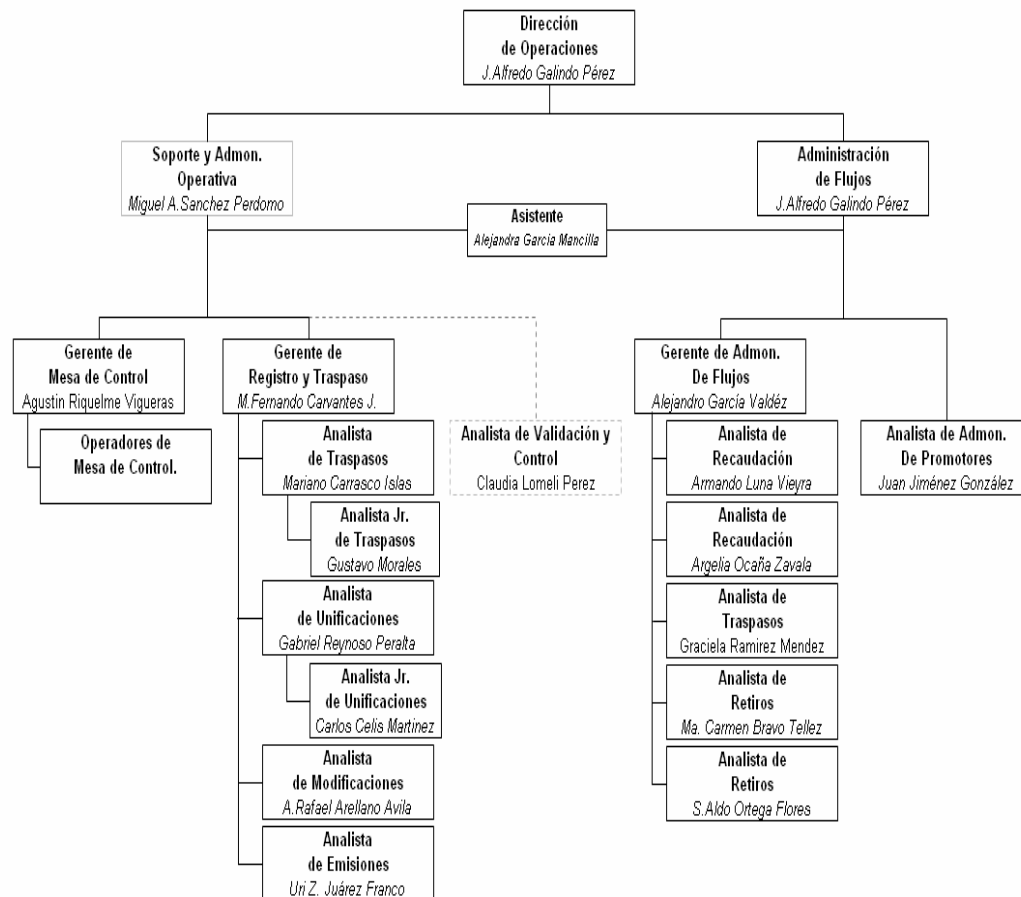 Dirección
de Operaciones
J.Alfredo Galindo Pérez
Soporte y Admon.
Operativa
Miguel A.Sanchez Perdomo
Administración
de Flujos
J.Alfredo Galindo Pérez
Asistente
Alejandra García Mancilla
Gerente de
Mesa de Control
Agustin Riquelme Vigueras
Operadores de
Mesa de Control.
Gerente de
Registro y Traspaso
M.Fernando Carvantes J.
Analista
de Traspasos
Mariano Carrasco Islas
Analista Jr.
de Traspasos
Gustavo Morales
Analista
de Unificaciones
Gabriel Reynoso Peralta
Analista Jr.
de Unificaciones
Carlos Celis Martinez
Analista
de Modificaciones
A.Rafael Arellano Avila
Analista
de Emisiones
Uri Z. Juárez Franco
Analista de Validación y
Control
Claudia Lomeli Perez
Gerente de Admon.
De Flujos
Alejandro García Valdéz
Analista de
Recaudación
Armando Luna Vieyra
Analista de
Recaudación
Argelia Ocaña Zavala
Analista de
Traspasos
Graciela Ramirez Mendez
Analista de
Retiros
Ma. Carmen Bravo Tellez
Analista de
Retiros
S.Aldo Ortega Flores
Analista de Admon.
De Promotores
Juan Jiménez González